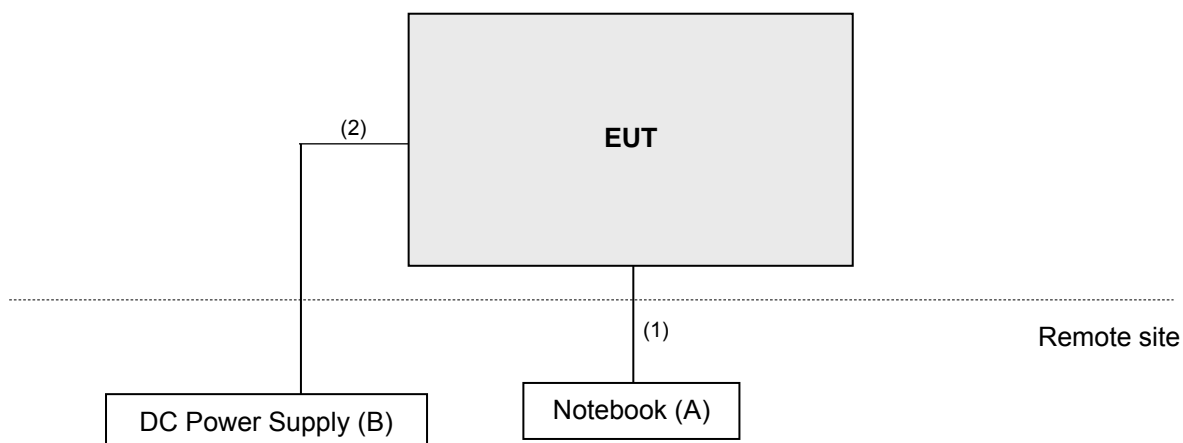 EUT
(2)
(1)
Remote site
Notebook (A)
DC Power Supply (B)